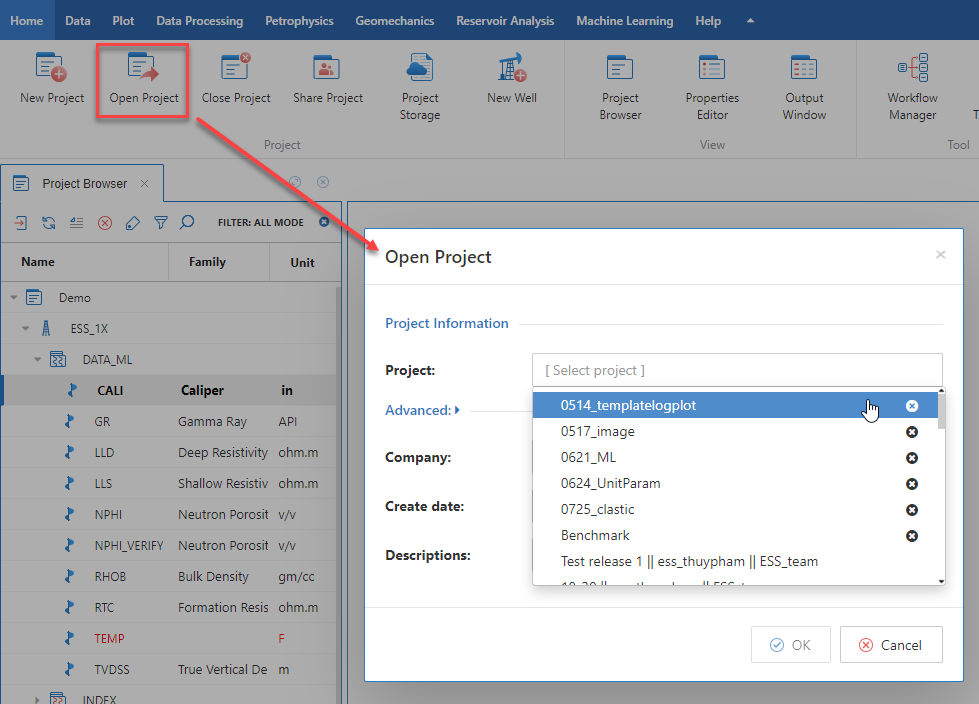 Home Data Plot Data Processing Petrophysics Geomechanics Reservoir Analysis Machine Learning Help
New Project Open Project Close Project Share Project Project Storage New Well
Project
Project Browser Properties Editor Output Window
View
Workflow Manager
Tool
Project Browser
FILTER: ALL MODE
Name Family Unit
Demo
ESS_1X
DATA_ML
CALI Caliper in
GR Gamma Ray API
LLD Deep Resistivity ohm.m
LLS Shallow Resistiv ohm.m
NPHI Neutron Porosit v/v
NPHI_VERIFY Neutron Porosit v/v
RHOB Bulk Density gm/cc
RTC Formation Resis ohm.m
TEMP F
TVDSS True Vertical De m
INDEX
Open Project
Project Information
Project: [ Select project ]
Advanced:
Company:
Create date:
Descriptions:
0514_templatelogplot
0517_image
0621_ML
0624_UnitParam
0725_clastic
Benchmark
Test release 1 || ess_thuypham || ESS_team
OK Cancel